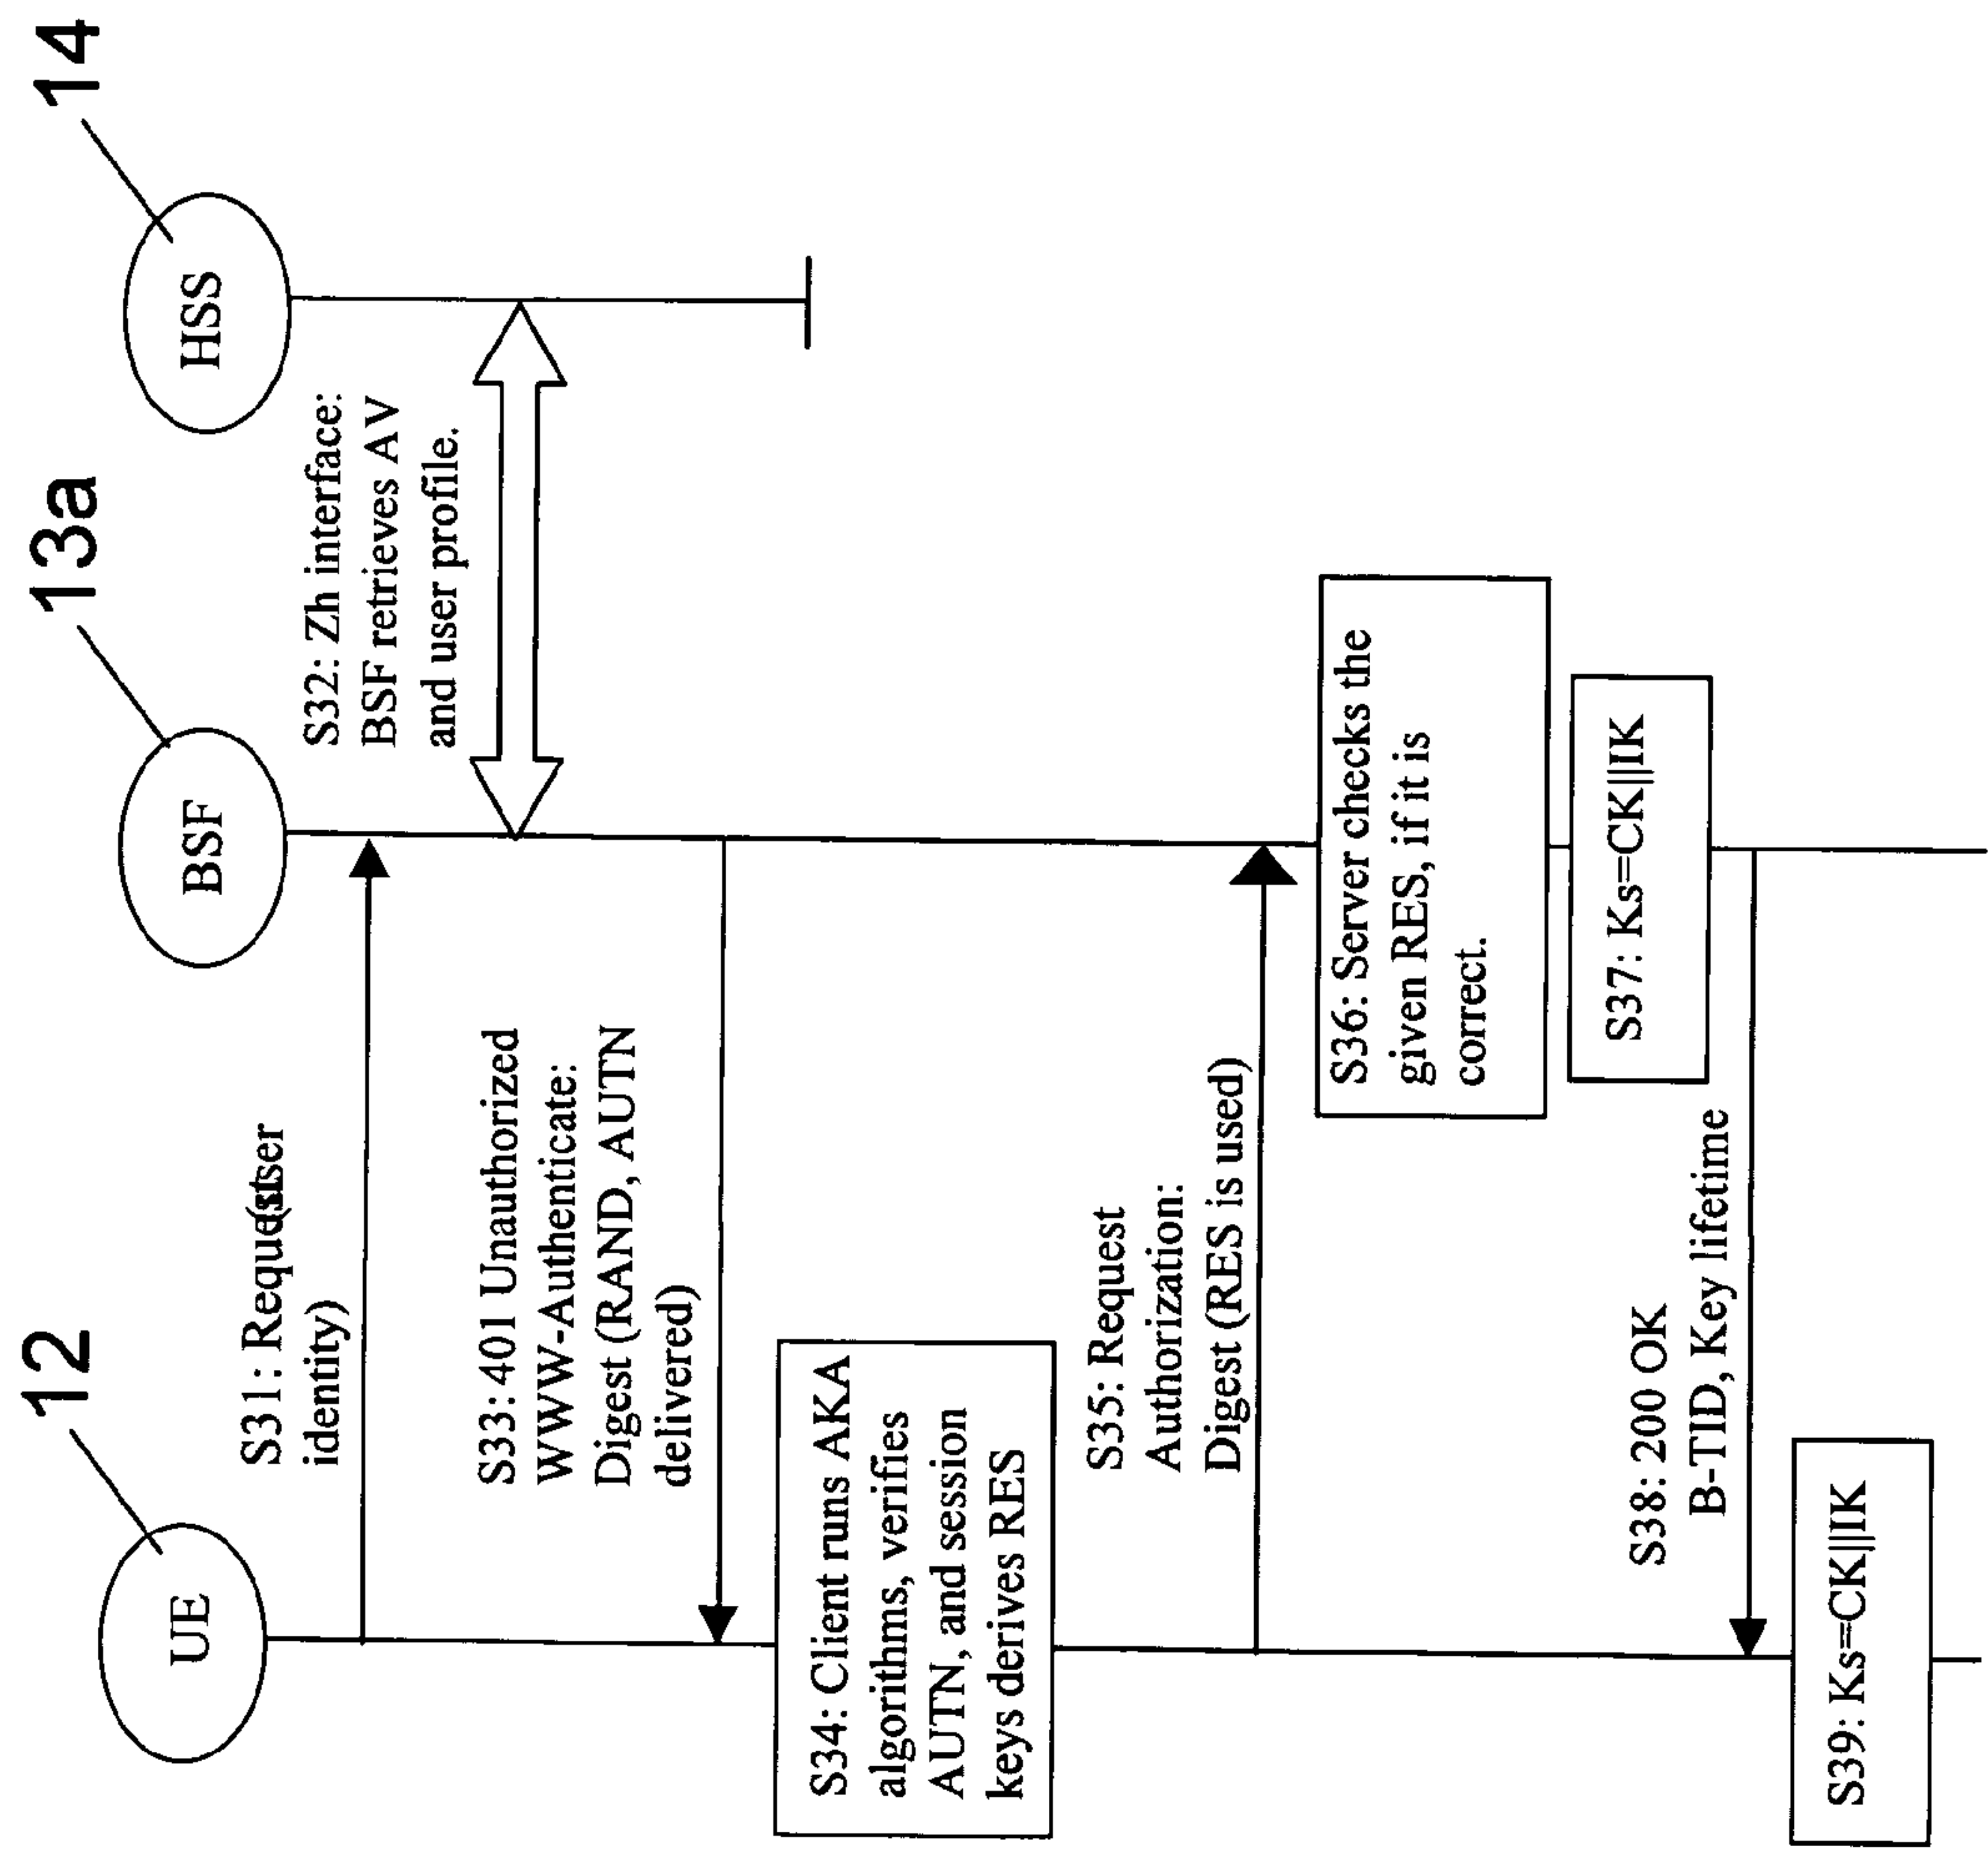 12
13a
14
UE
BSF
HSS
S31: Request (user
identity)
S32: Zh interface:
BSF retrieves AV
and user profile.
S33: 401 Unauthorized
WWW-Authenticate:
Digest (RAND, AUTN
delivered)
S34: Client runs AKA
algorithms, verifies
AUTN, and session
keys derives RES
S35: Request
Authorization:
Digest (RES is used)
S36: Server checks the
given RES, if it is
correct.
S37: Ks=CK||IK
S38: 200 OK
B-TID, Key lifetime
S39: Ks=CK||IK